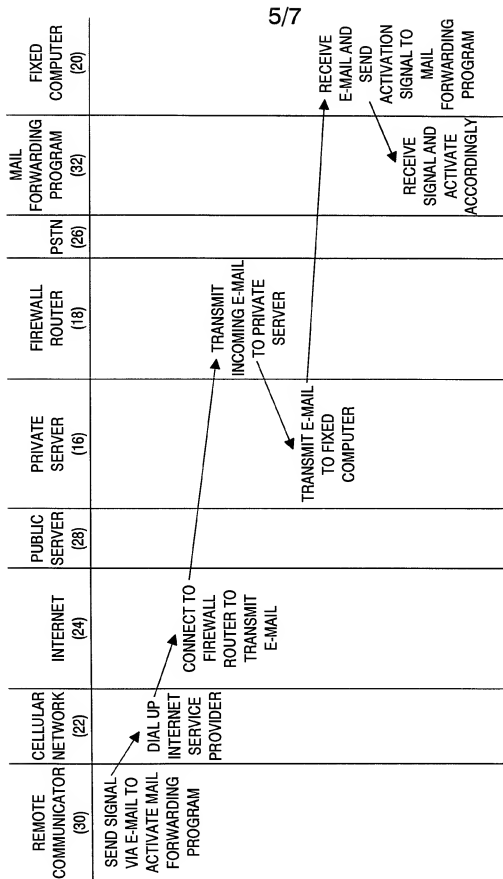 5/7
REMOTE
COMMUNICATOR
(30)
CELLULAR
NETWORK
(22)
INTERNET
(24)
PUBLIC
SERVER
(28)
PRIVATE
SERVER
(16)
FIREWALL
ROUTER
(18)
PSTN
(26)
MAIL
FORWARDING
PROGRAM
(32)
FIXED
COMPUTER
(20)
SEND SIGNAL
VIA E-MAIL TO
ACTIVATE MAIL
FORWARDING
PROGRAM
DIAL UP
INTERNET
SERVICE
PROVIDER
CONNECT TO
FIREWALL
ROUTER TO
TRANSMIT
E-MAIL
TRANSMIT
INCOMING E-MAIL
TO PRIVATE
SERVER
TRANSMIT E-MAIL
TO FIXED
COMPUTER
RECEIVE
E-MAIL AND
SEND
ACTIVATION
SIGNAL TO
MAIL
FORWARDING
PROGRAM
RECEIVE
SIGNAL AND
ACTIVATE
ACCORDINGLY